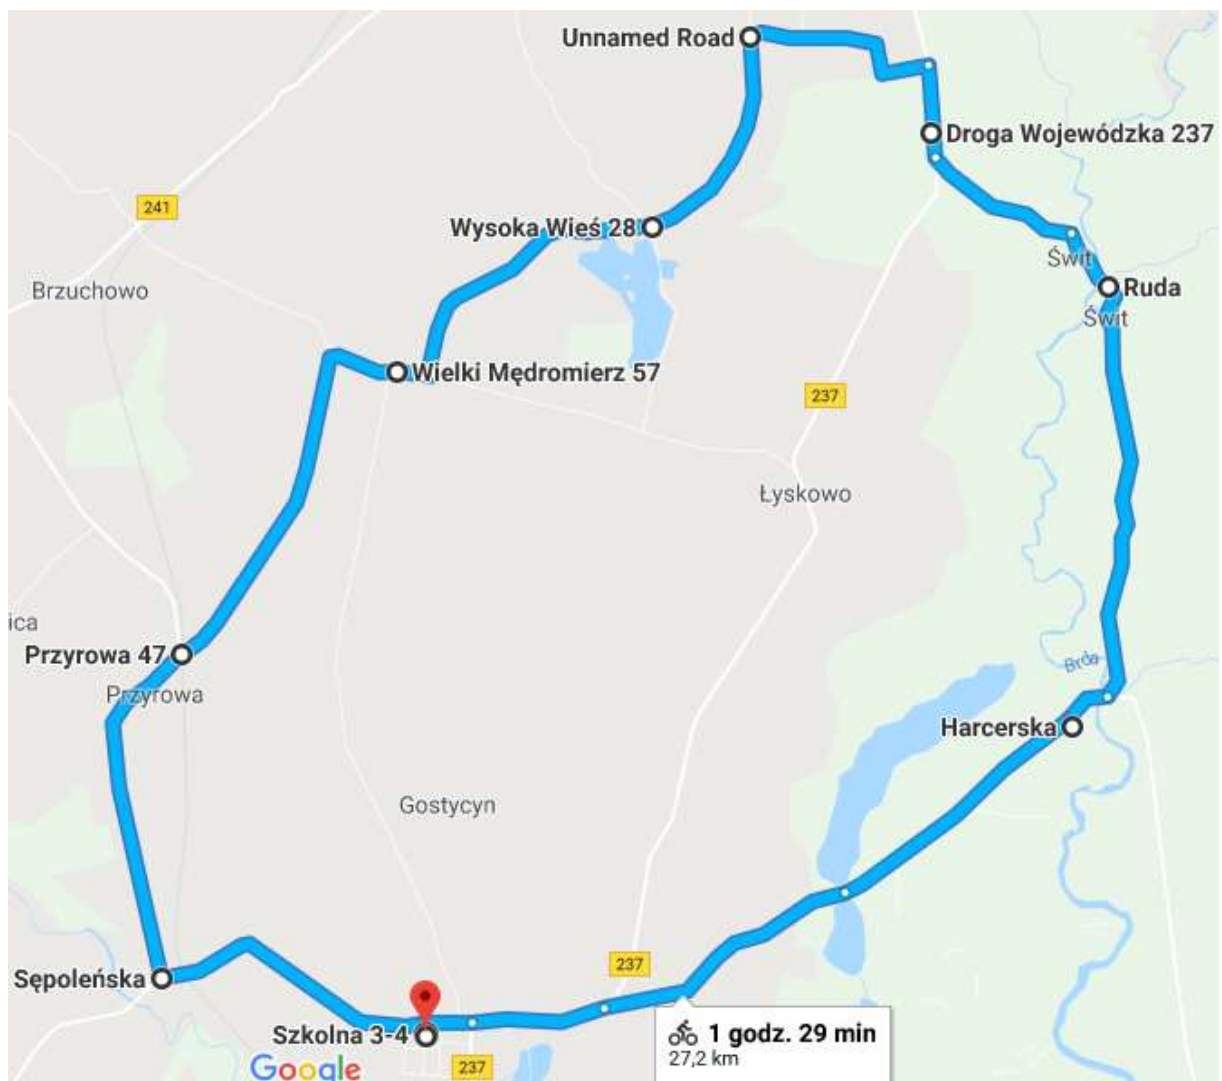 Unnamed Road
Droga Wojewódzka 237
241
Wysoka Wieś 28
Świt
Brzuchowo
Ruda
Świt
Wielki Mędromierz 57
237
Łyskowo
ica
Przyrowa 47
Brda
Przyrowa
Harcerska
Gostycyn
237
Sępoleńska
Szkolna 3-4
1 godz. 29 min
27,2 km
Google
237